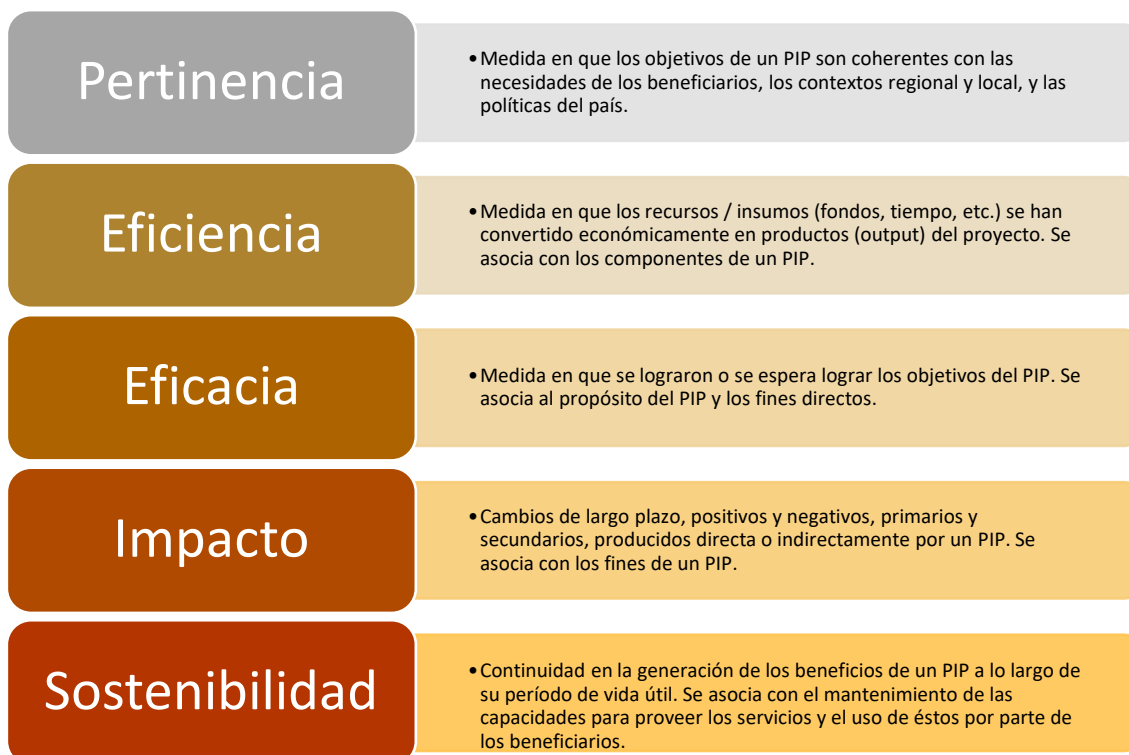 Pertinencia
•Medida en que los objetivos de un PIP son coherentes con las
necesidades de los beneficiarios, los contextos regional y local, y las
políticas del país.
Eficiencia
•Medida en que los recursos / insumos (fondos, tiempo, etc.) se han
convertido económicamente en productos (output) del proyecto. Se
asocia con los componentes de un PIP.
Eficacia
•Medida en que se lograron o se espera lograr los objetivos del PIP. Se
asocia al propósito del PIP y los fines directos.
Impacto
•Cambios de largo plazo, positivos y negativos, primarios y
secundarios, producidos directa o indirectamente por un PIP. Se
asocia con los fines de un PIP.
Sostenibilidad
•Continuidad en la generación de los beneficios de un PIP a lo largo de
su período de vida útil. Se asocia con el mantenimiento de las
capacidades para proveer los servicios y el uso de éstos por parte de
los beneficiarios.